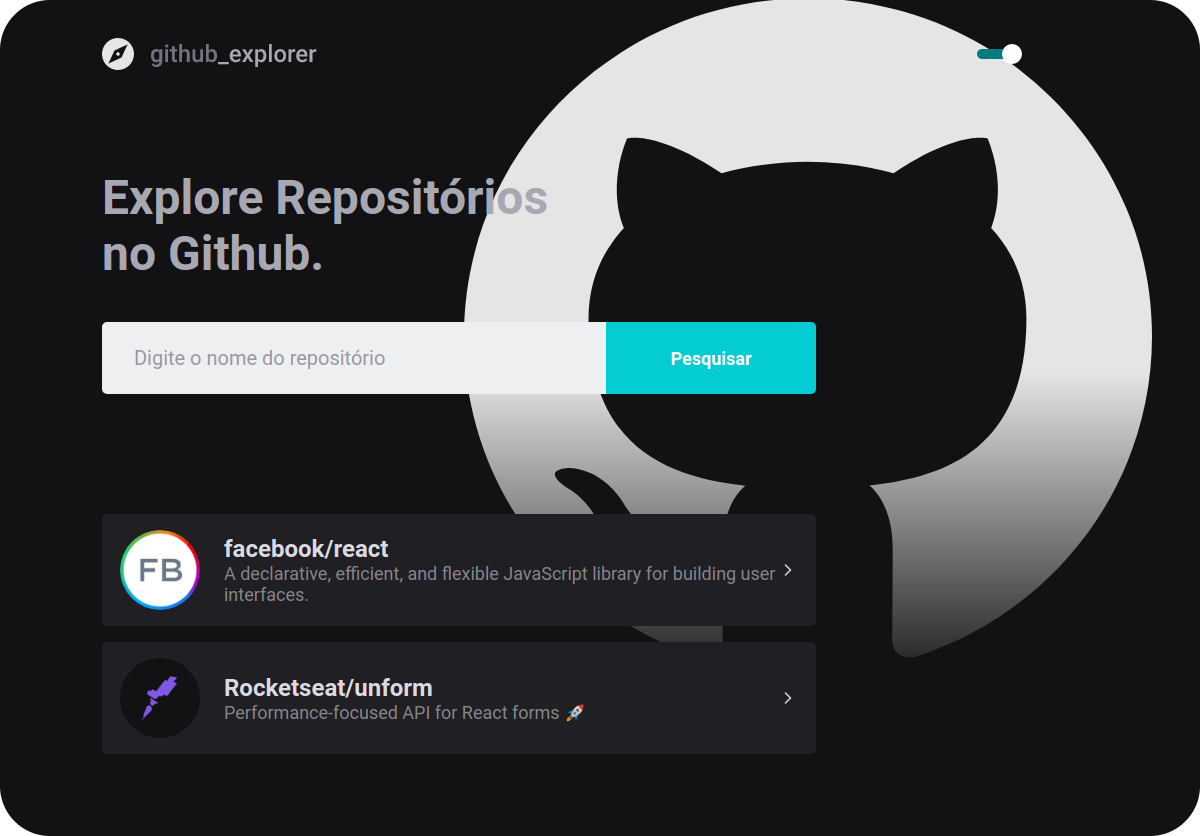 github_explorer
Explore Repositórios
no Github.
Digite o nome do repositório
Pesquisar
FB
facebook/react
A declarative, efficient, and flexible JavaScript library for building user
interfaces.
Rocketseat/unform
Performance-focused API for React forms 🚀